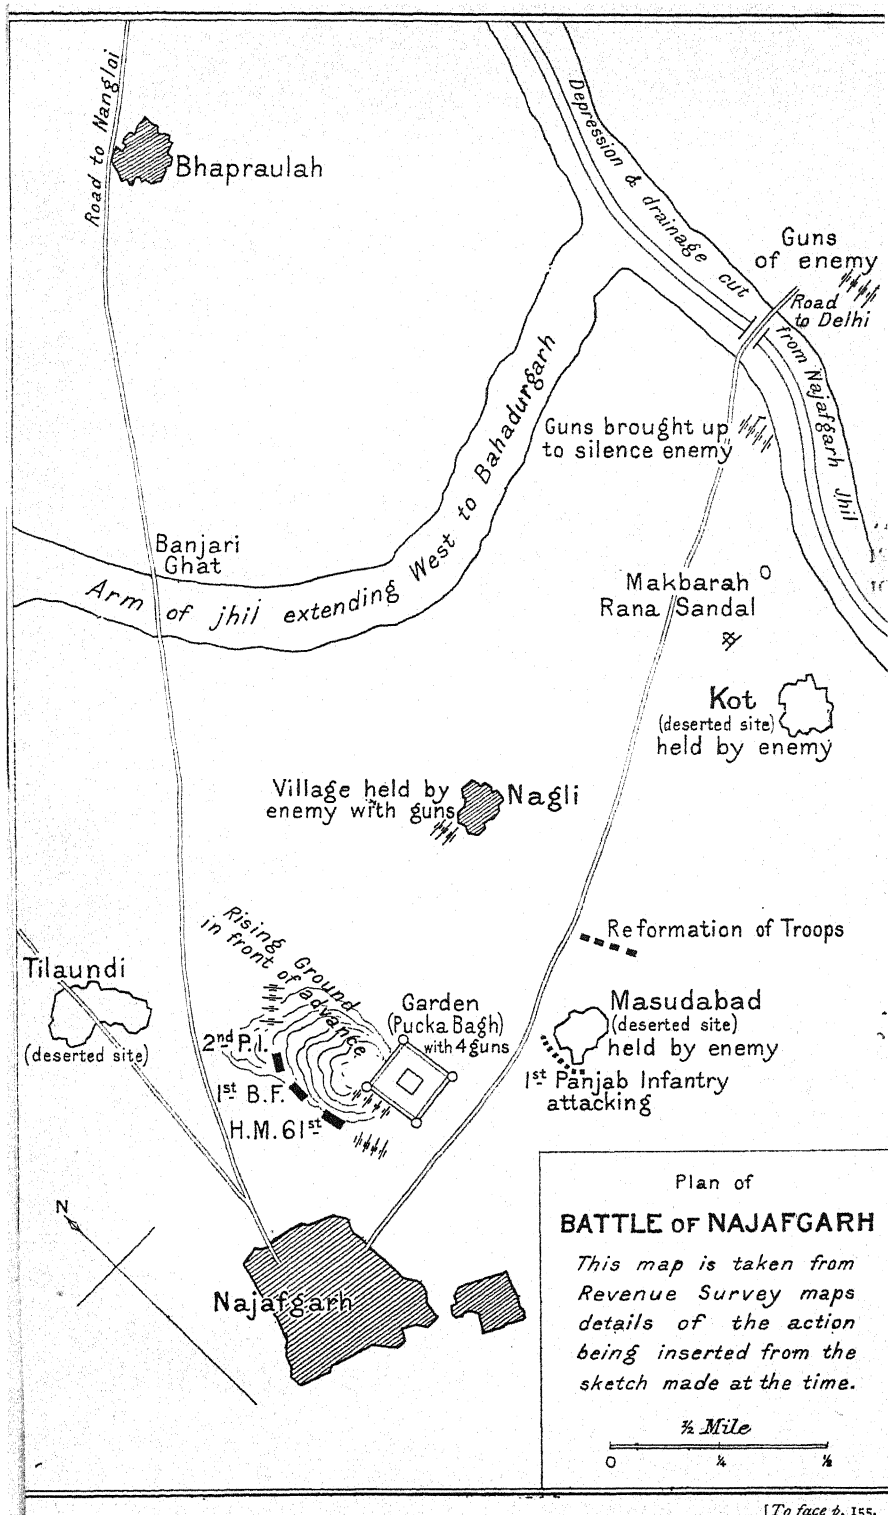 Road to Nangloi
Bhapraulah
Depression & drainage cut
from Najafgarh Jhil
Guns
of enemy
Road
to Delhi
Guns brought up
to silence enemy
Banjari
Ghat
Arm of jhil extending West to Bahadurgarh
Makbarah
Rana Sandal
Kot
(deserted site)
held by enemy
Village held by
enemy with guns
Nagli
Reformation of Troops
Rising Ground
in front of advance
Tilaundi
(deserted site)
Garden
(Pucka Bagh)
with 4 guns
Masudabad
(deserted site)
held by enemy
2nd P.I.
1st B.F.
H.M. 61st
1st Panjab Infantry
attacking
N
Najafgarh
Plan of
BATTLE OF NAJAFGARH
This map is taken from
Revenue Survey maps
details of the action
being inserted from the
sketch made at the time.
½ Mile
0 ¼ ½
[To face p. 155.